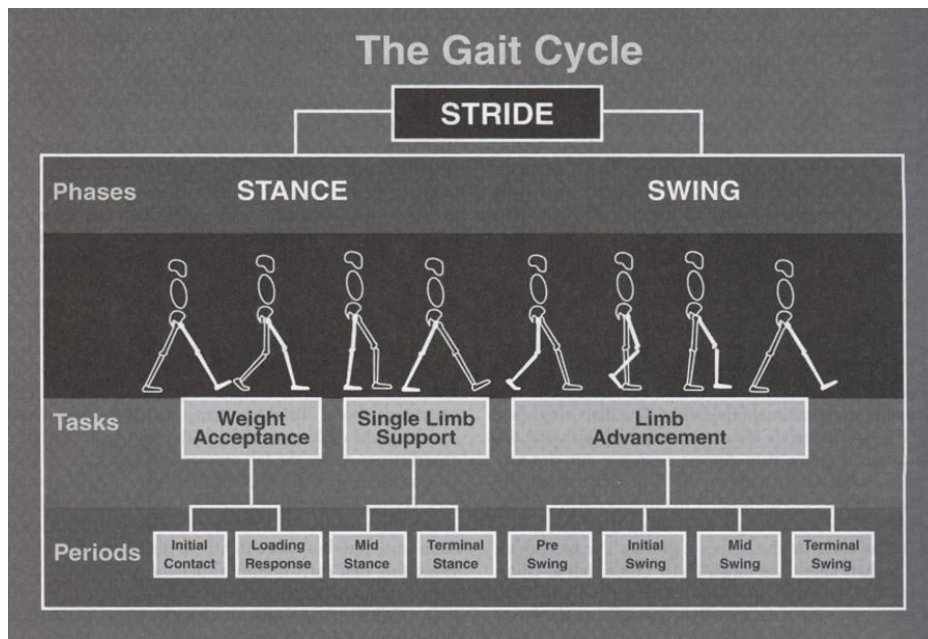 The Gait Cycle
STRIDE
Phases
STANCE
SWING
Tasks
Weight
Acceptance
Single Limb
Support
Limb
Advancement
Periods
Initial
Contact
Loading
Response
Mid
Stance
Terminal
Stance
Pre
Swing
Initial
Swing
Mid
Swing
Terminal
Swing